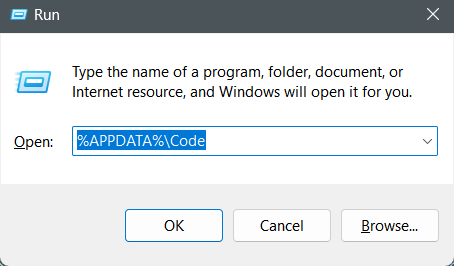 Run
Type the name of a program, folder, document, or
Internet resource, and Windows will open it for you.
Open:
%APPDATA%\Code
OK
Cancel
Browse...